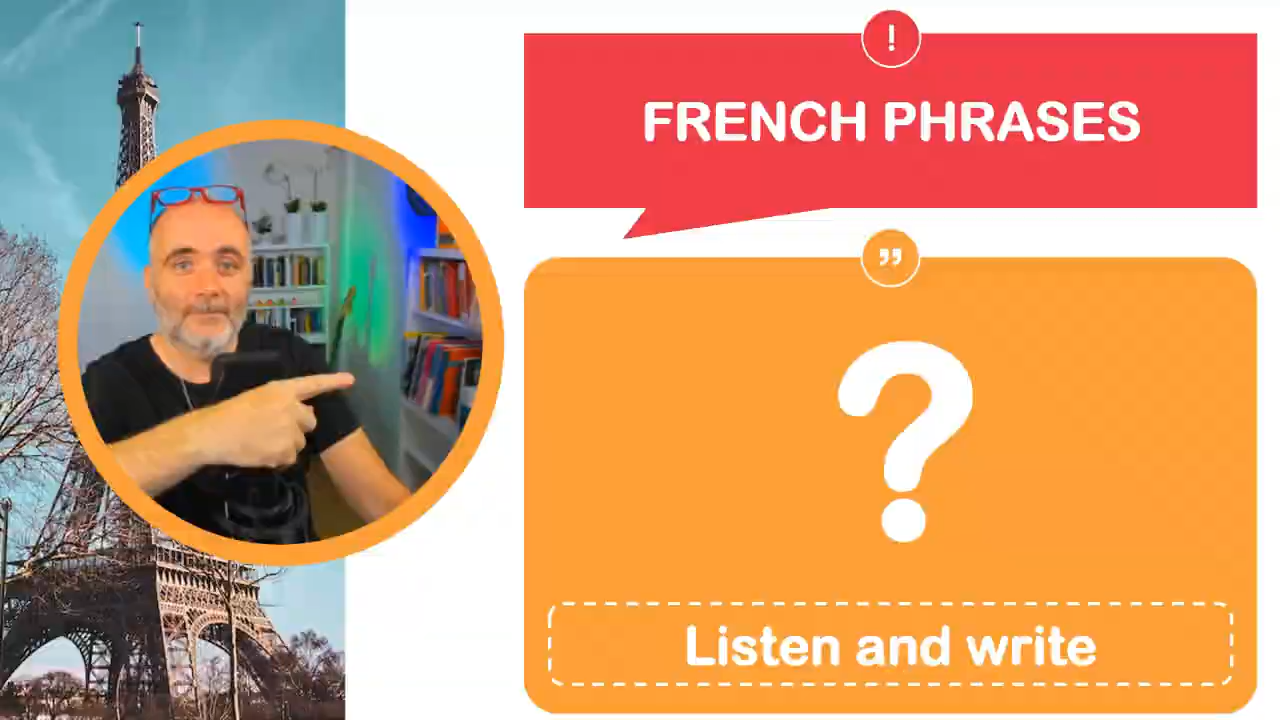 !
FRENCH PHRASES
”
?
Listen and write